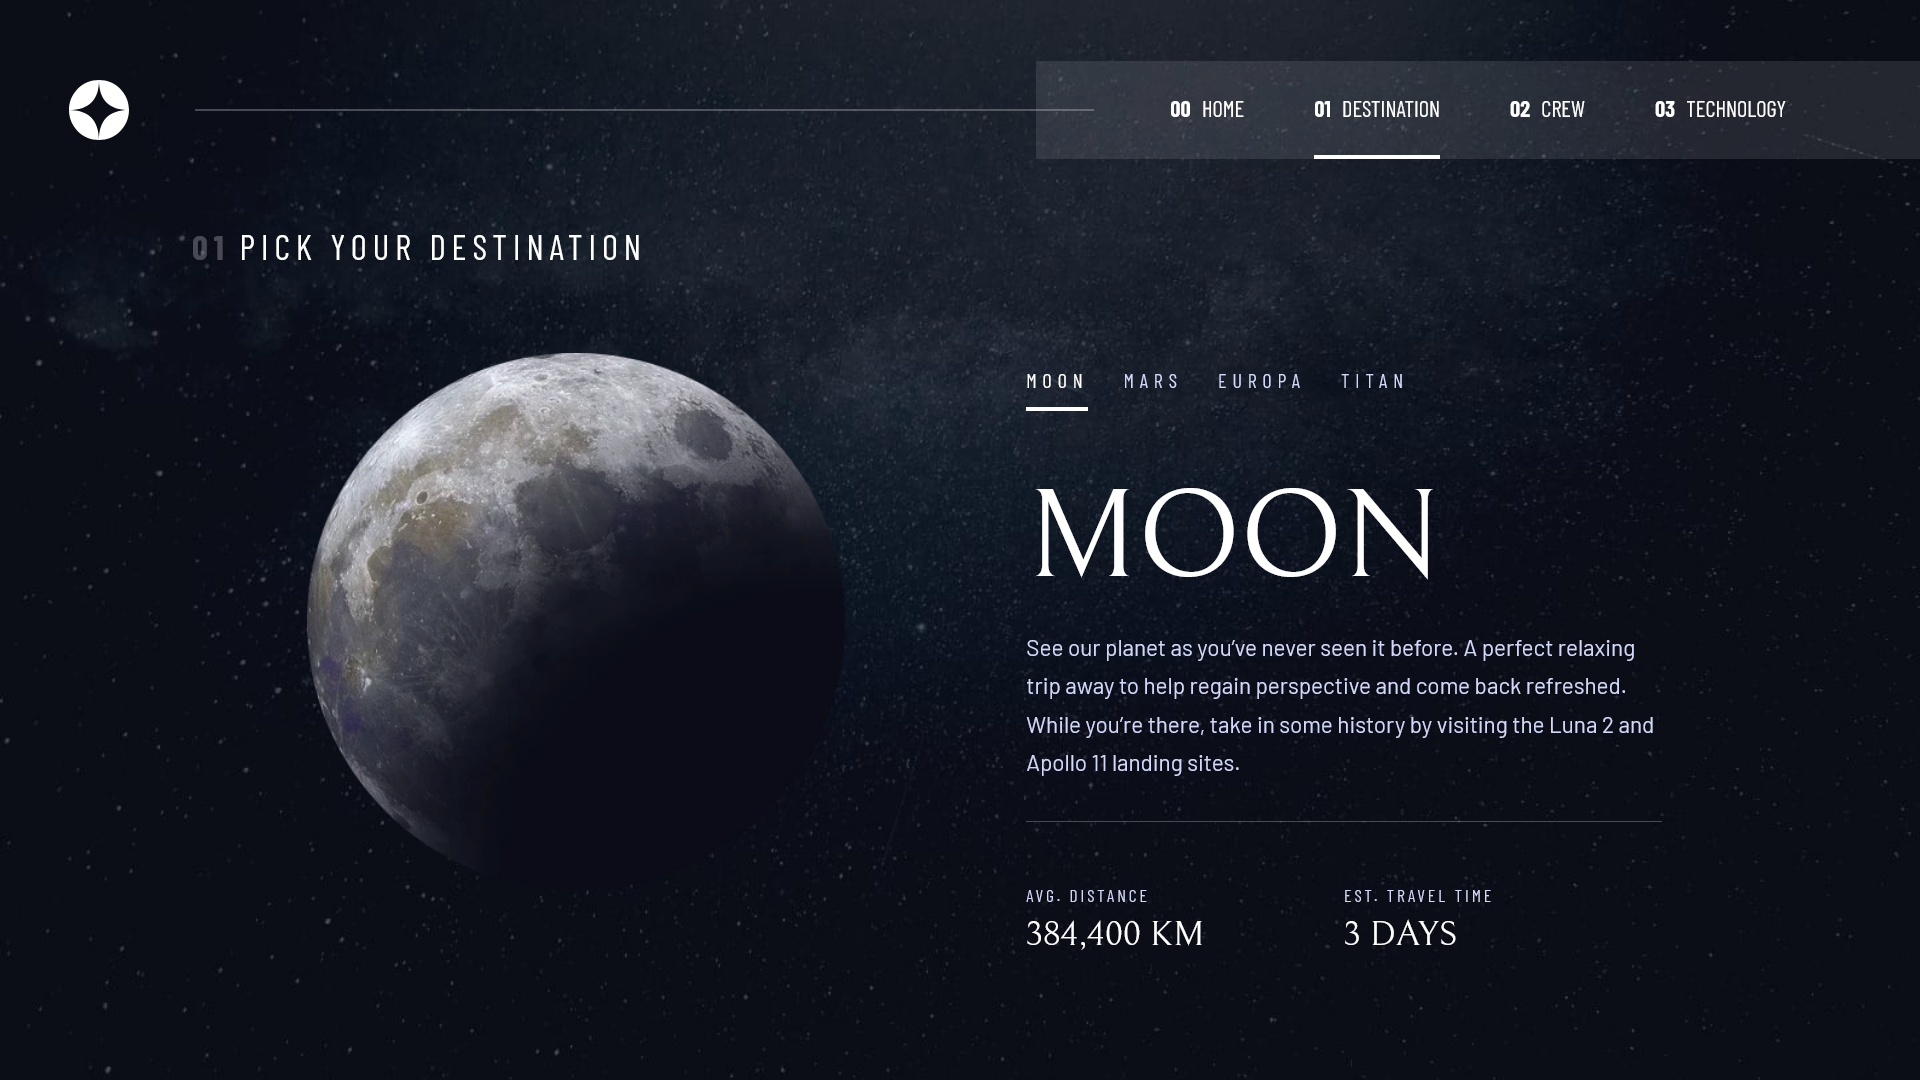 00 HOME 01 DESTINATION 02 CREW 03 TECHNOLOGY
01 PICK YOUR DESTINATION
MOON MARS EUROPA TITAN
MOON
See our planet as you’ve never seen it before. A perfect relaxing
trip away to help regain perspective and come back refreshed.
While you’re there, take in some history by visiting the Luna 2 and
Apollo 11 landing sites.
AVG. DISTANCE
384,400 KM
EST. TRAVEL TIME
3 DAYS